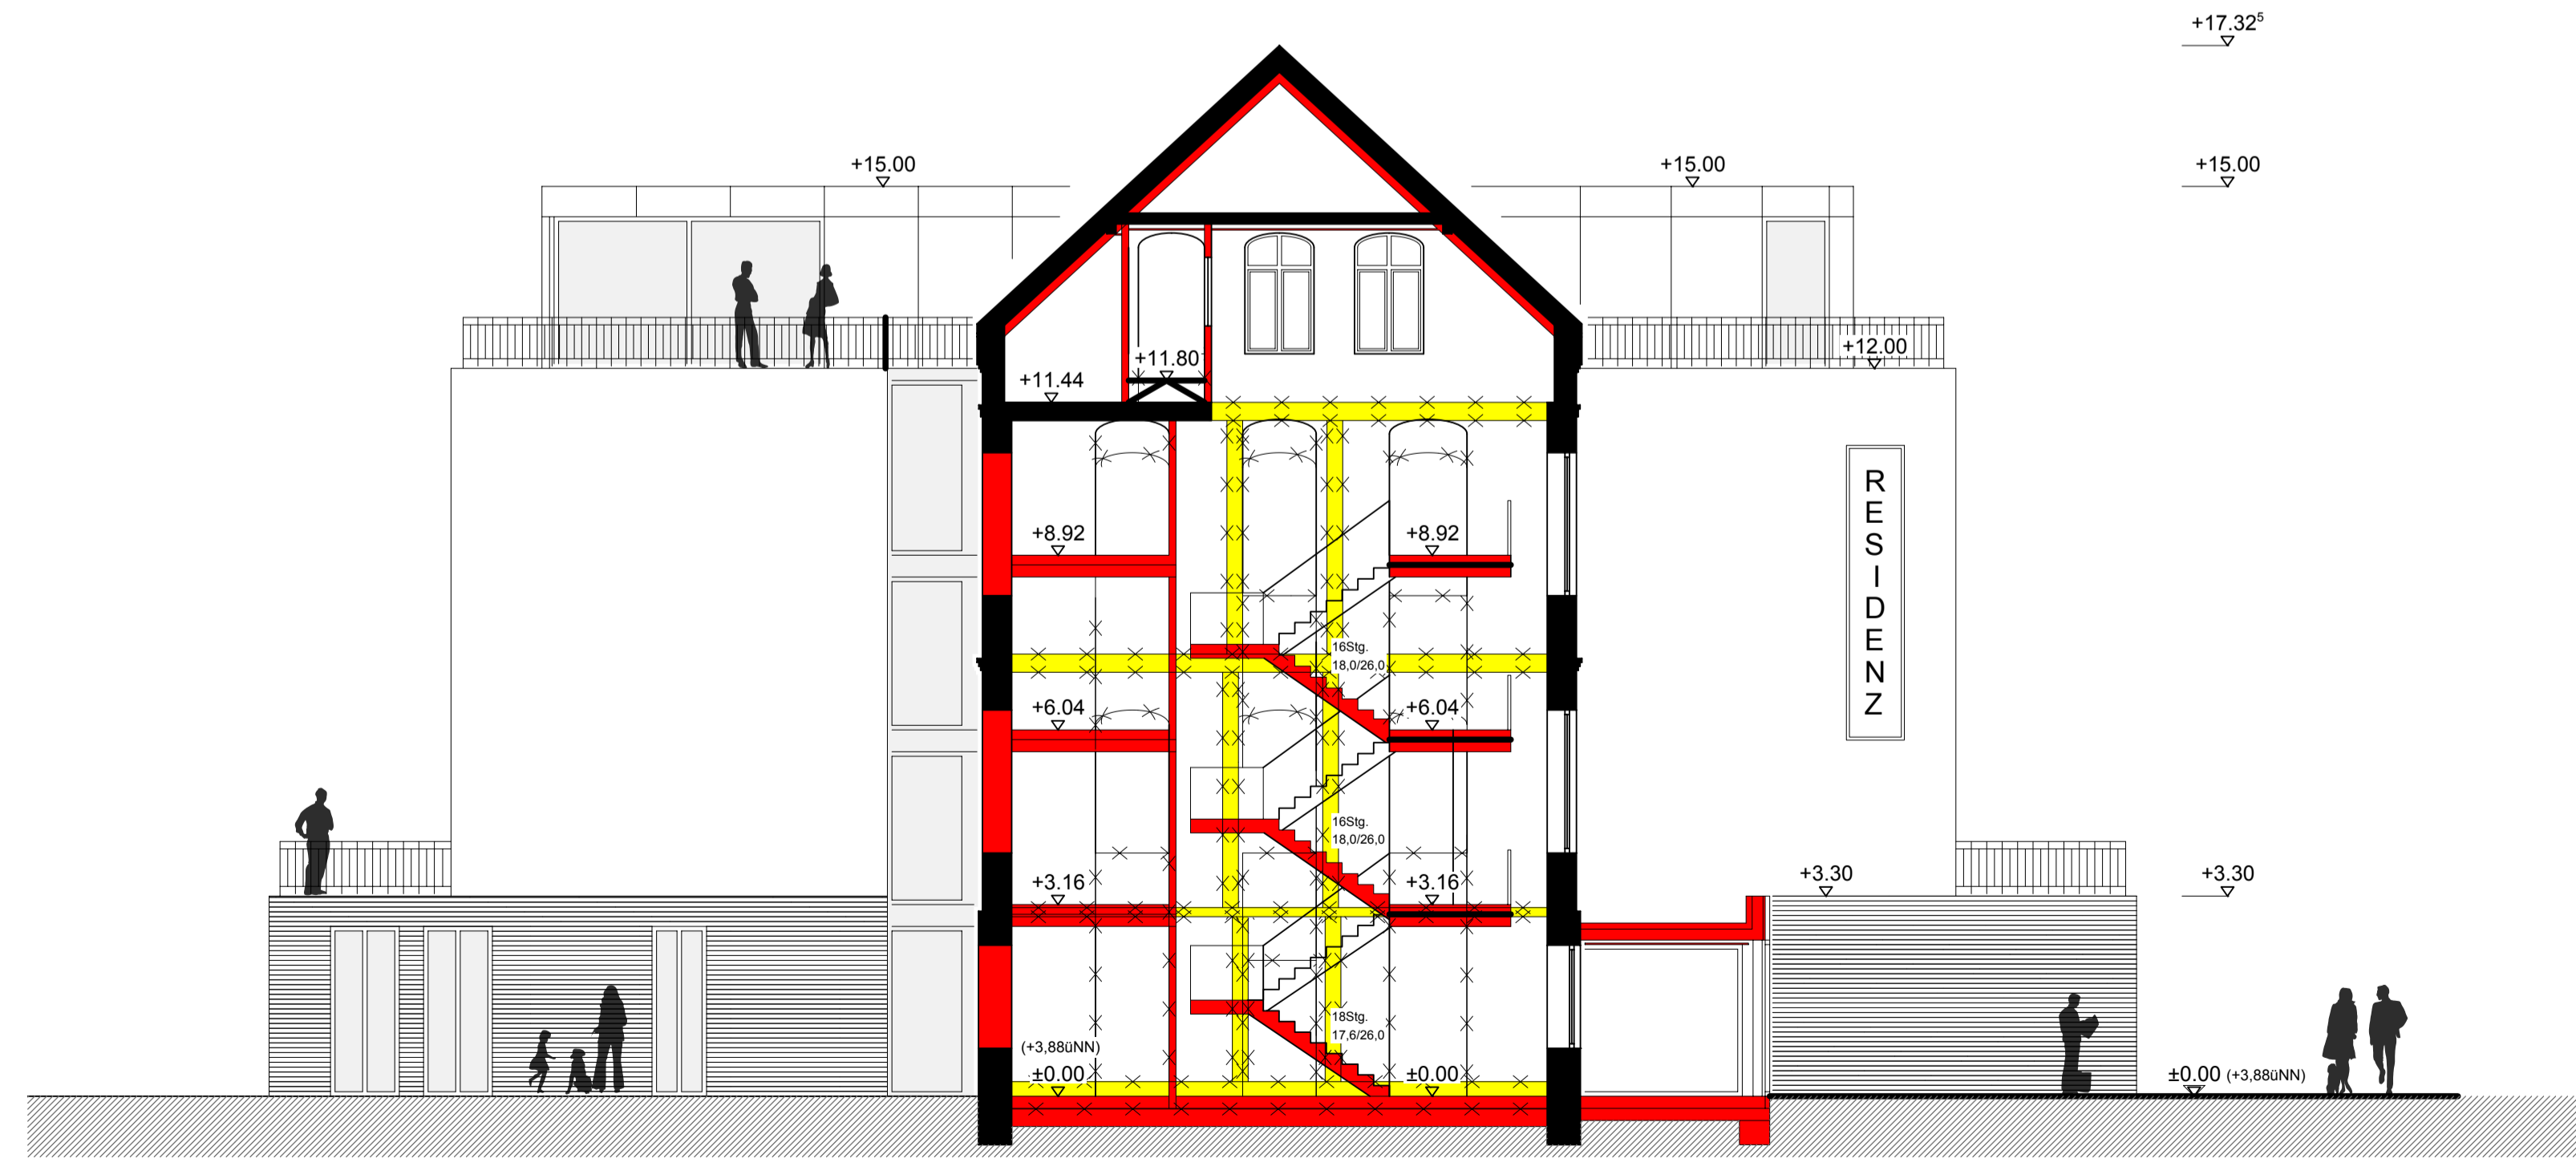 +17.32⁵
+15.00
+15.00
+15.00
+12.00
+11.80
+11.44
R
E
S
I
D
E
N
Z
+8.92
+8.92
16Stg.
18,0/26,0
+6.04
+6.04
16Stg.
18,0/26,0
+3.16
+3.16
+3.30
+3.30
18Stg.
17,6/26,0
(+3,88üNN)
±0.00
±0.00
±0.00 (+3,88üNN)